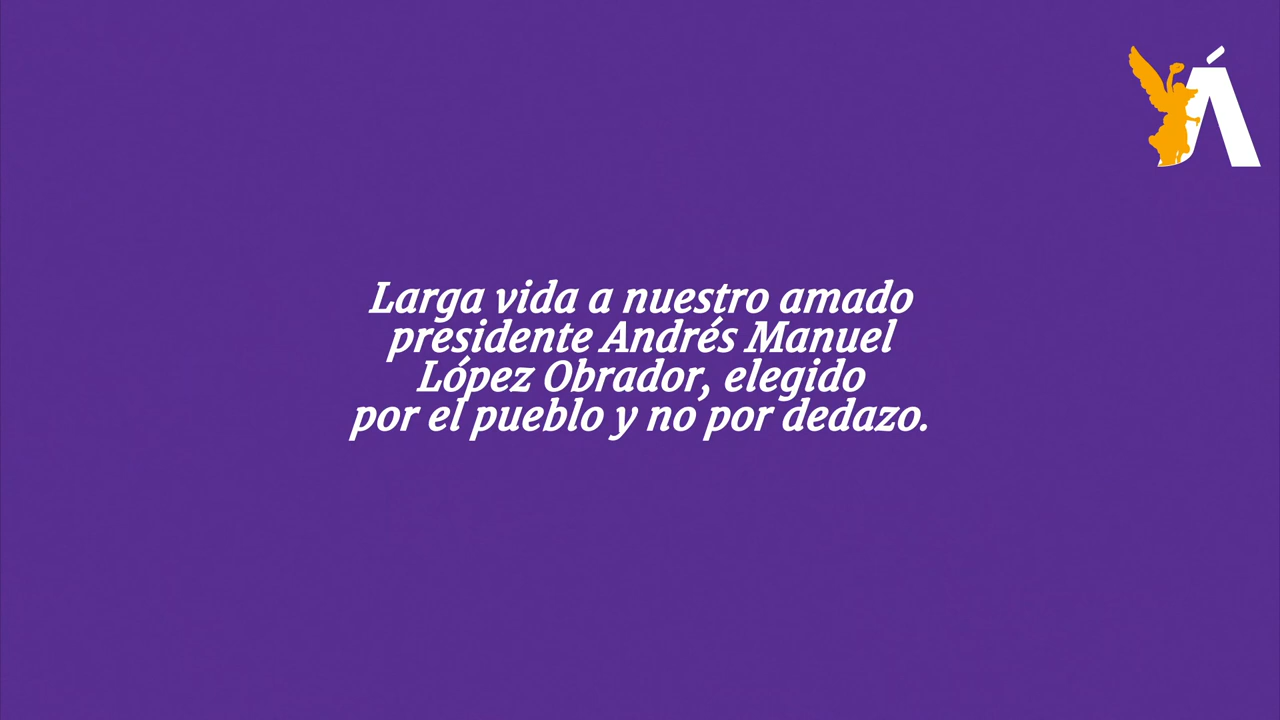 Á
Larga vida a nuestro amado
presidente Andrés Manuel
López Obrador, elegido
por el pueblo y no por dedazo.